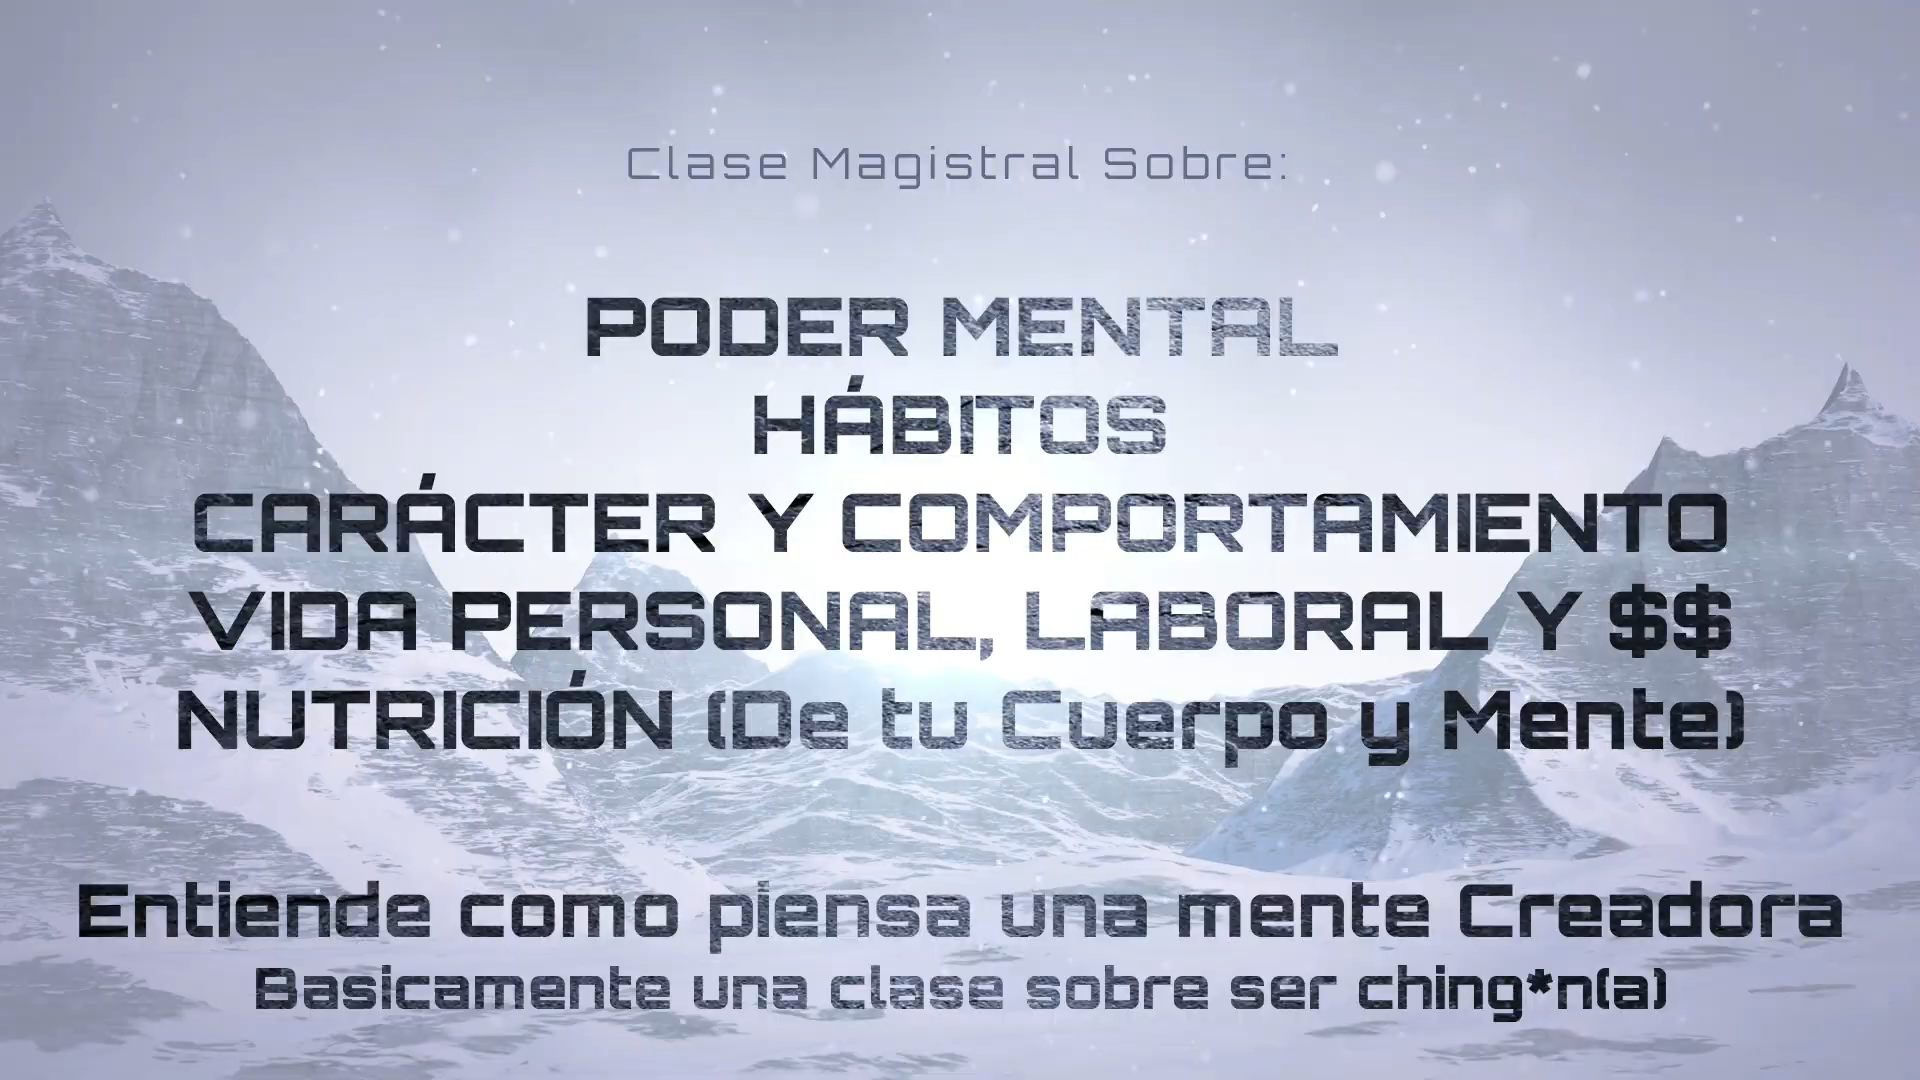 Clase Magistral Sobre:
PODER MENTAL
HÁBITOS
CARÁCTER Y COMPORTAMIENTO
VIDA PERSONAL, LABORAL Y $$
NUTRICIÓN (De tu Cuerpo y Mente)
Entiende como piensa una mente Creadora
Basicamente una clase sobre ser ching*n(a)